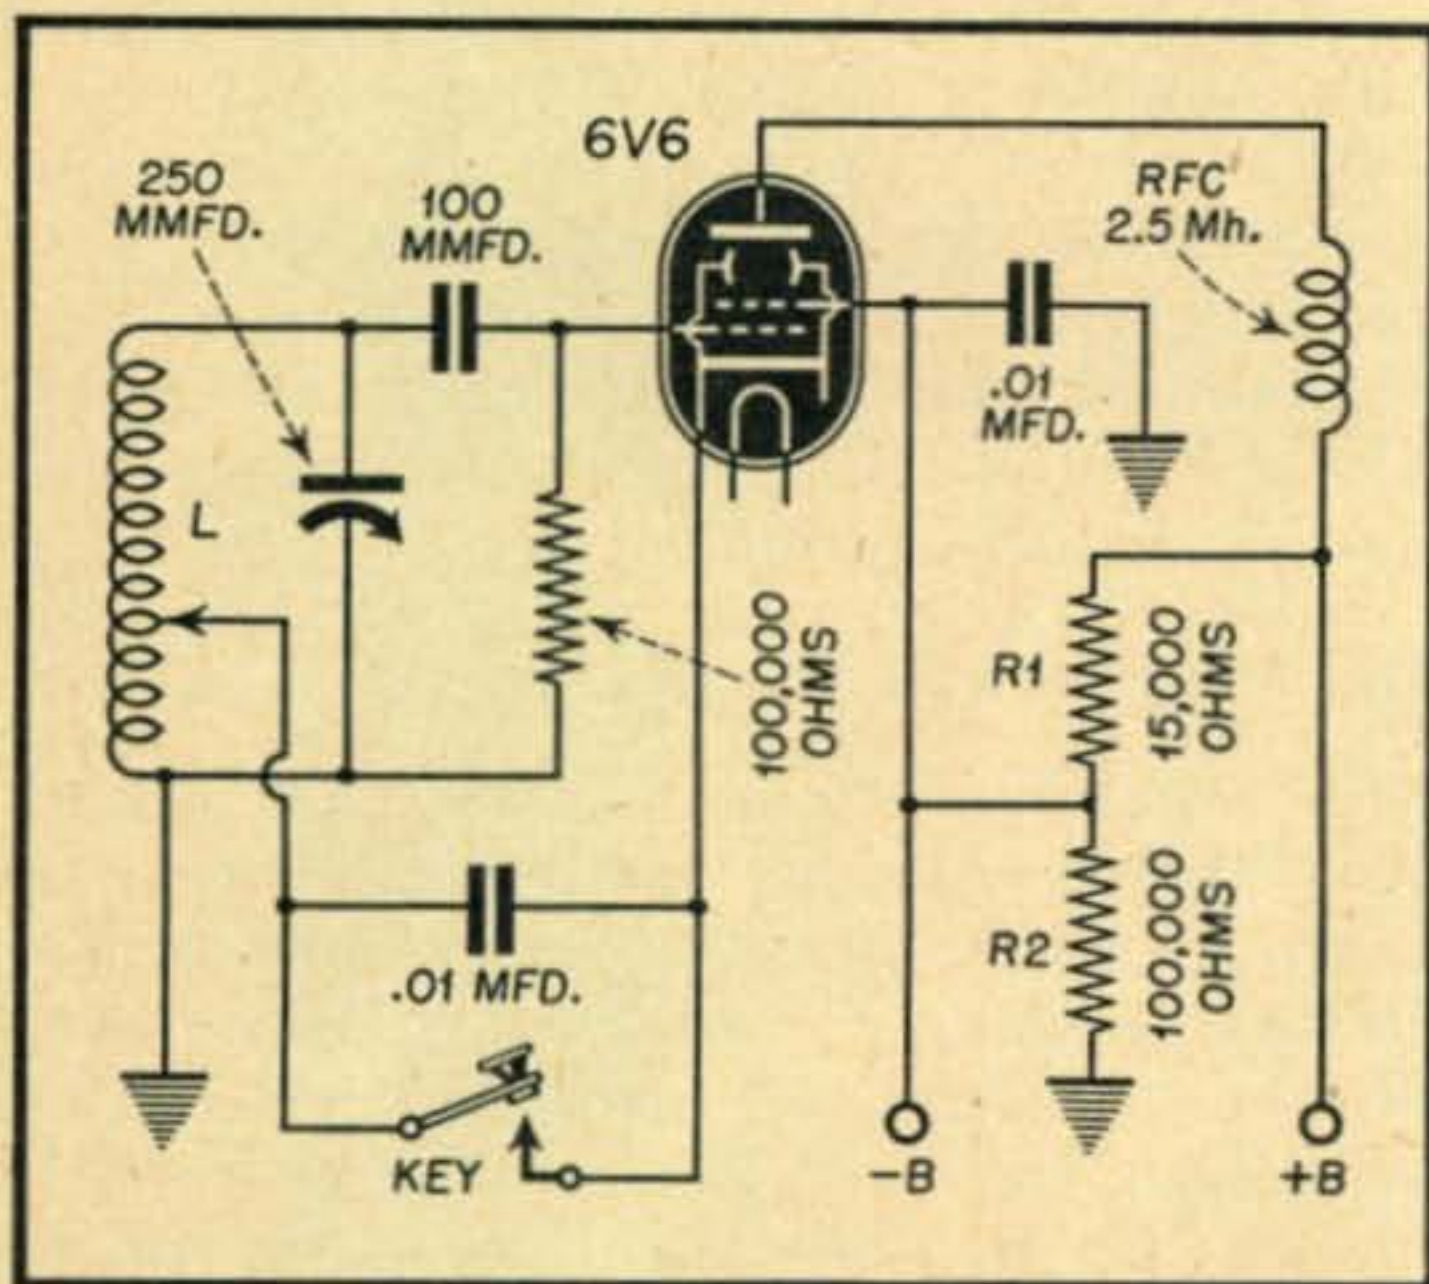 6V6
250
MMFD.
100
MMFD.
RFC
2.5 Mh.
.01
MFD.
L
100,000
OHMS
R1
15,000
OHMS
R2
100,000
OHMS
.01 MFD.
KEY
-B
+B